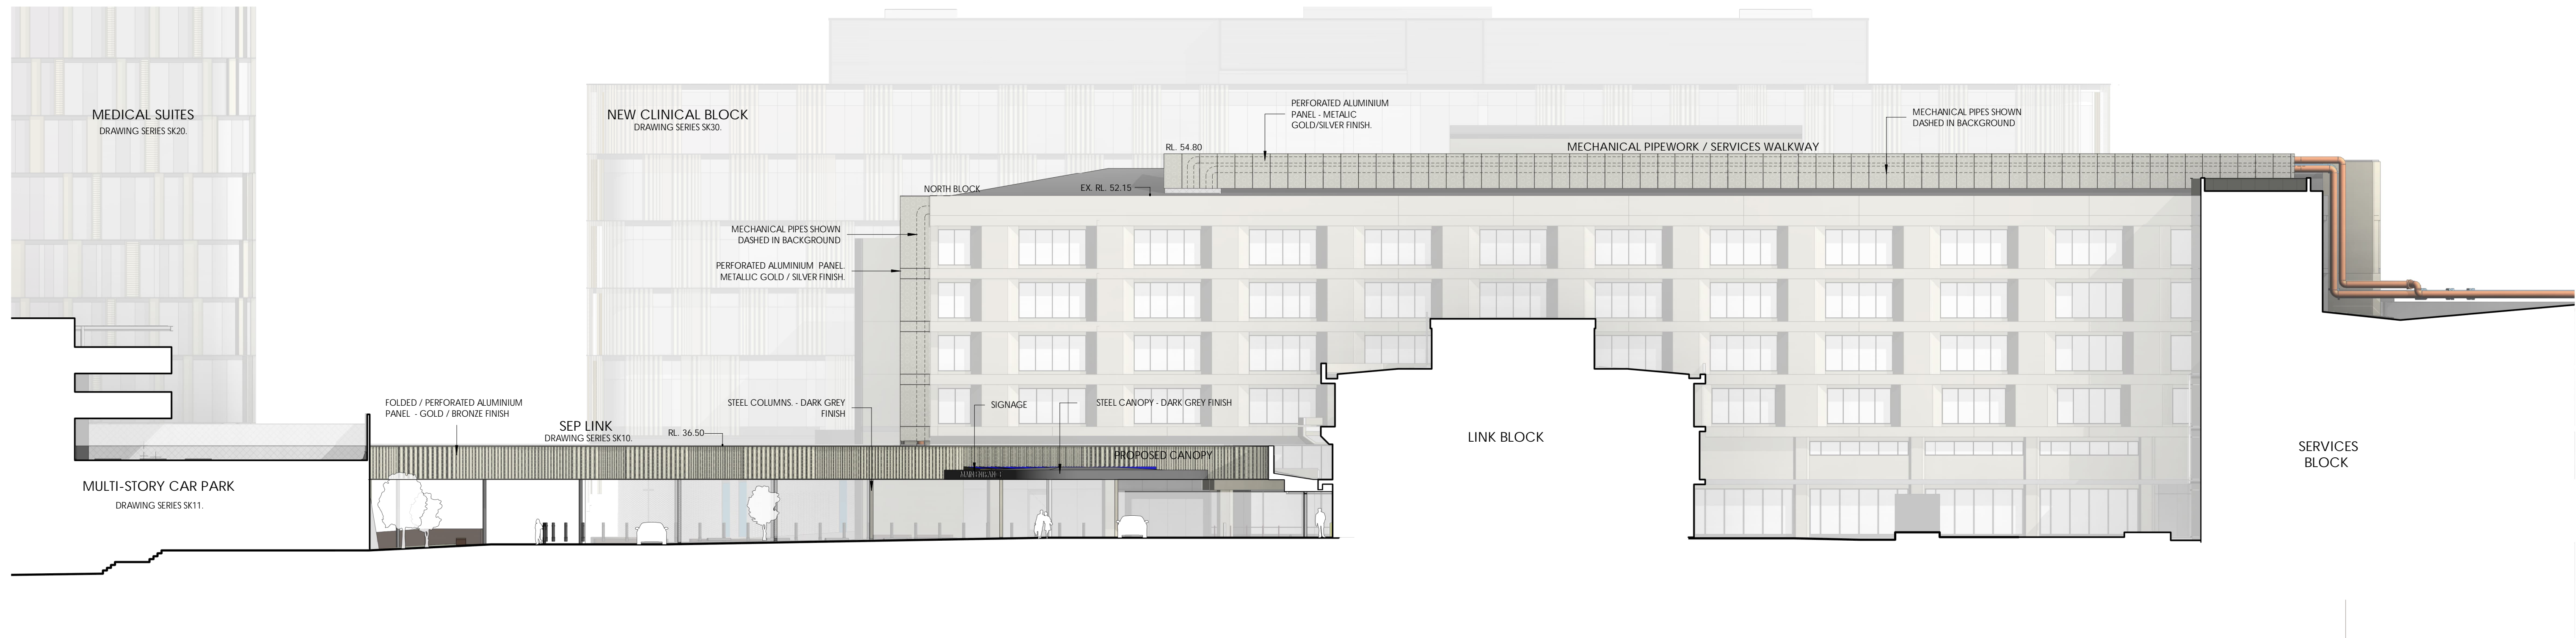 MEDICAL SUITES
DRAWING SERIES SK20.
NEW CLINICAL BLOCK
DRAWING SERIES SK30.
PERFORATED ALUMINIUM
PANEL - METALIC
GOLD/SILVER FINISH.
MECHANICAL PIPES SHOWN
DASHED IN BACKGROUND
RL. 54.80
MECHANICAL PIPEWORK / SERVICES WALKWAY
NORTH BLOCK
EX. RL. 52.15
MECHANICAL PIPES SHOWN
DASHED IN BACKGROUND
PERFORATED ALUMINIUM PANEL.
METALLIC GOLD / SILVER FINISH.
FOLDED / PERFORATED ALUMINIUM
PANEL - GOLD / BRONZE FINISH
SEP LINK
DRAWING SERIES SK10.
RL. 36.50
STEEL COLUMNS. - DARK GREY
FINISH
SIGNAGE
STEEL CANOPY - DARK GREY FINISH
PROPOSED CANOPY
LINK BLOCK
SERVICES
BLOCK
MULTI-STORY CAR PARK
DRAWING SERIES SK11.